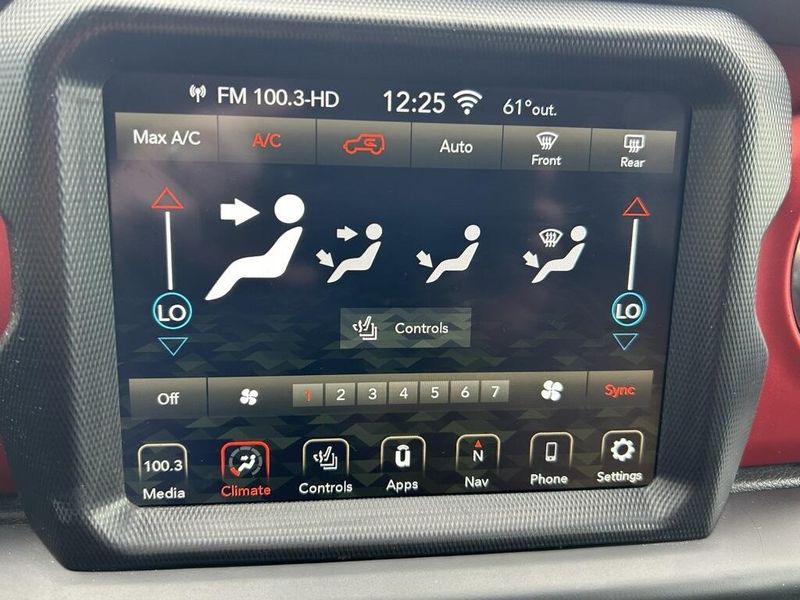 FM 100.3-HD 12:25 61°out.
Max A/C A/C Auto Front Rear
LO LO
Controls
Off 1 2 3 4 5 6 7 Sync
100.3 N
Media Climate Controls Apps Nav Phone Settings